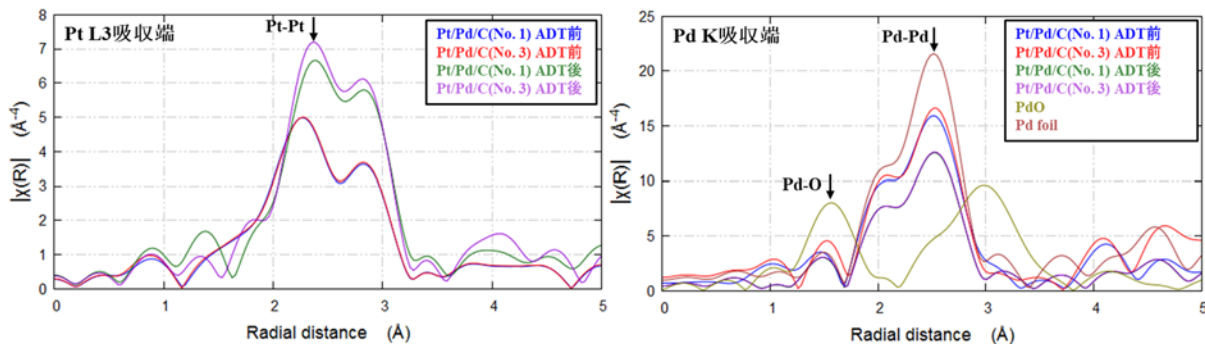 Pt L3吸収端
Pt-Pt
Pt/Pd/C(No. 1) ADT前
Pt/Pd/C(No. 3) ADT前
Pt/Pd/C(No. 1) ADT後
Pt/Pd/C(No. 3) ADT後
|χ(R)| (Å⁻⁴)
8
7
6
5
4
3
2
1
0
0 1 2 3 4 5
Radial distance (Å)
Pd K吸収端
Pd-Pd
Pd-O
Pt/Pd/C(No. 1) ADT前
Pt/Pd/C(No. 3) ADT前
Pt/Pd/C(No. 1) ADT後
Pt/Pd/C(No. 3) ADT後
PdO
Pd foil
|χ(R)| (Å⁻⁴)
25
20
15
10
5
0
0 1 2 3 4 5
Radial distance (Å)